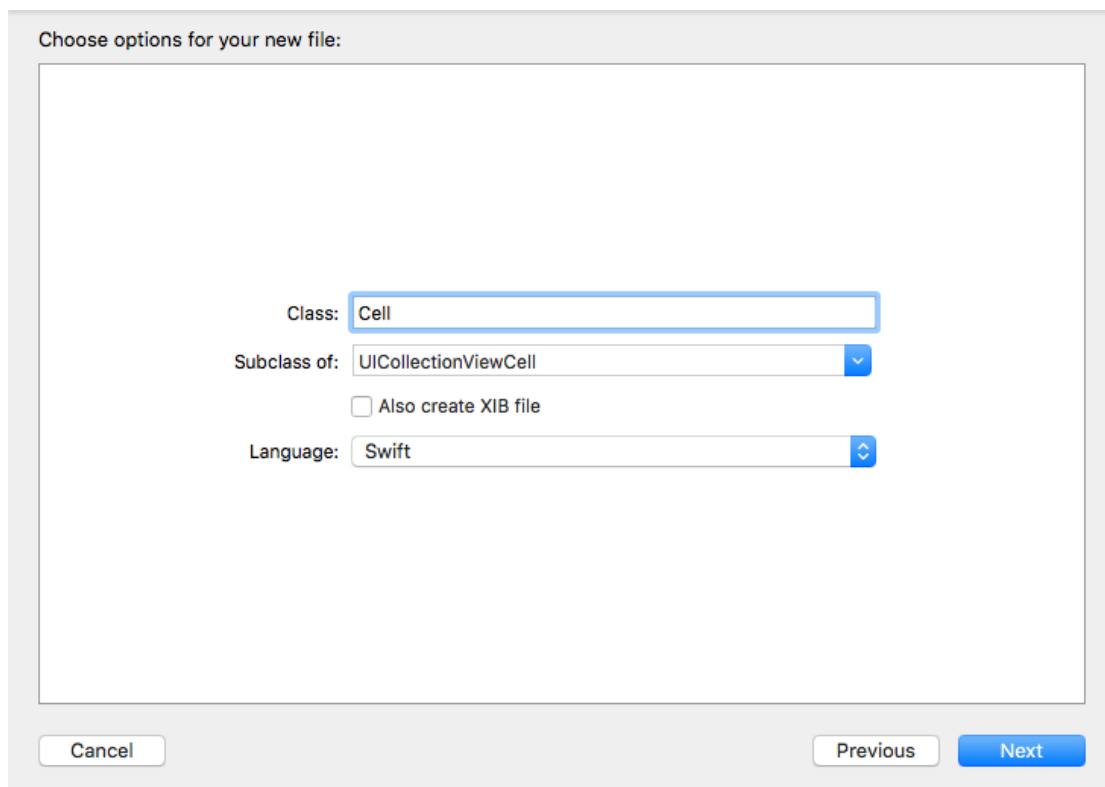 Choose options for your new file:
Class: Cell
Subclass of: UICollectionViewCell
Also create XIB file
Language: Swift
Cancel Previous Next